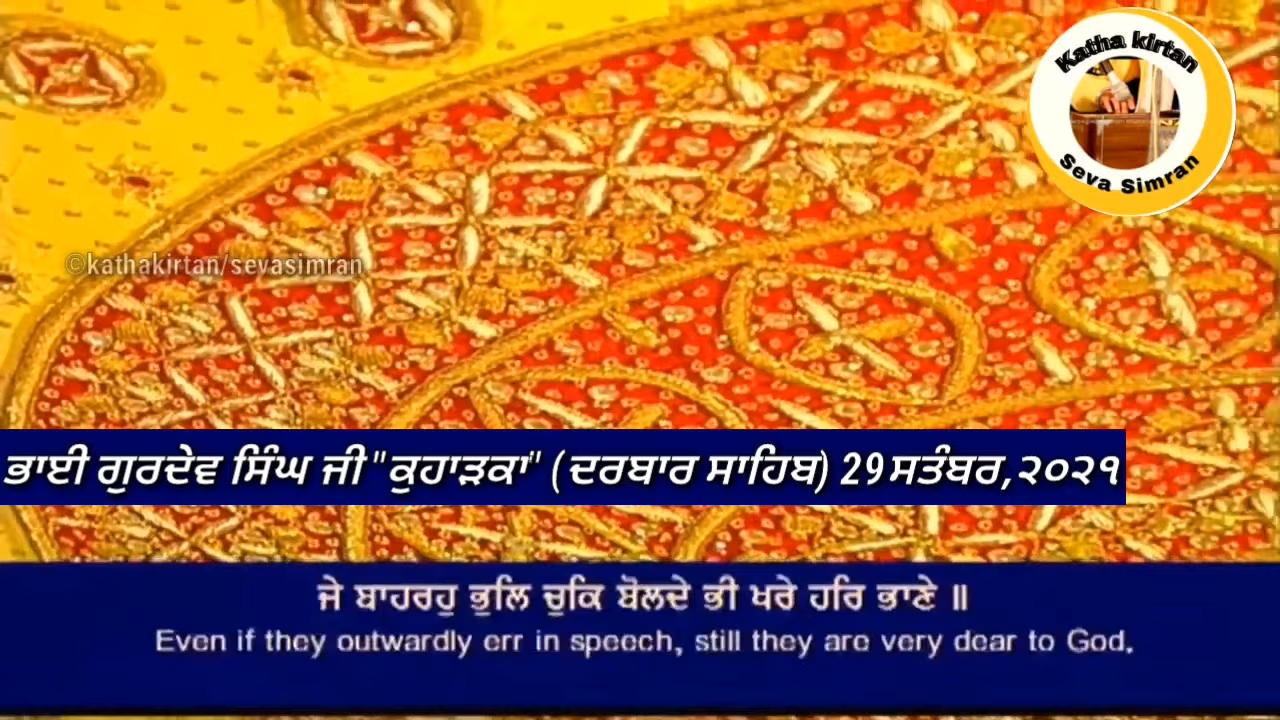 Katha kirtan
Seva Simran
©kathakirtan/sevasimran
ਭਾਈ ਗੁਰਦੇਵ ਸਿੰਘ ਜੀ "ਕੁਹਾੜਕਾ" (ਦਰਬਾਰ ਸਾਹਿਬ) 29 ਸਤੰਬਰ,੨੦੨੧
ਜੇ ਬਾਹਰਹੁ ਭੁਲਿ ਚੁਕਿ ਬੋਲਦੇ ਭੀ ਖਰੇ ਹਰਿ ਭਾਣੇ ॥
Even if they outwardly err in speech, still they are very dear to God.